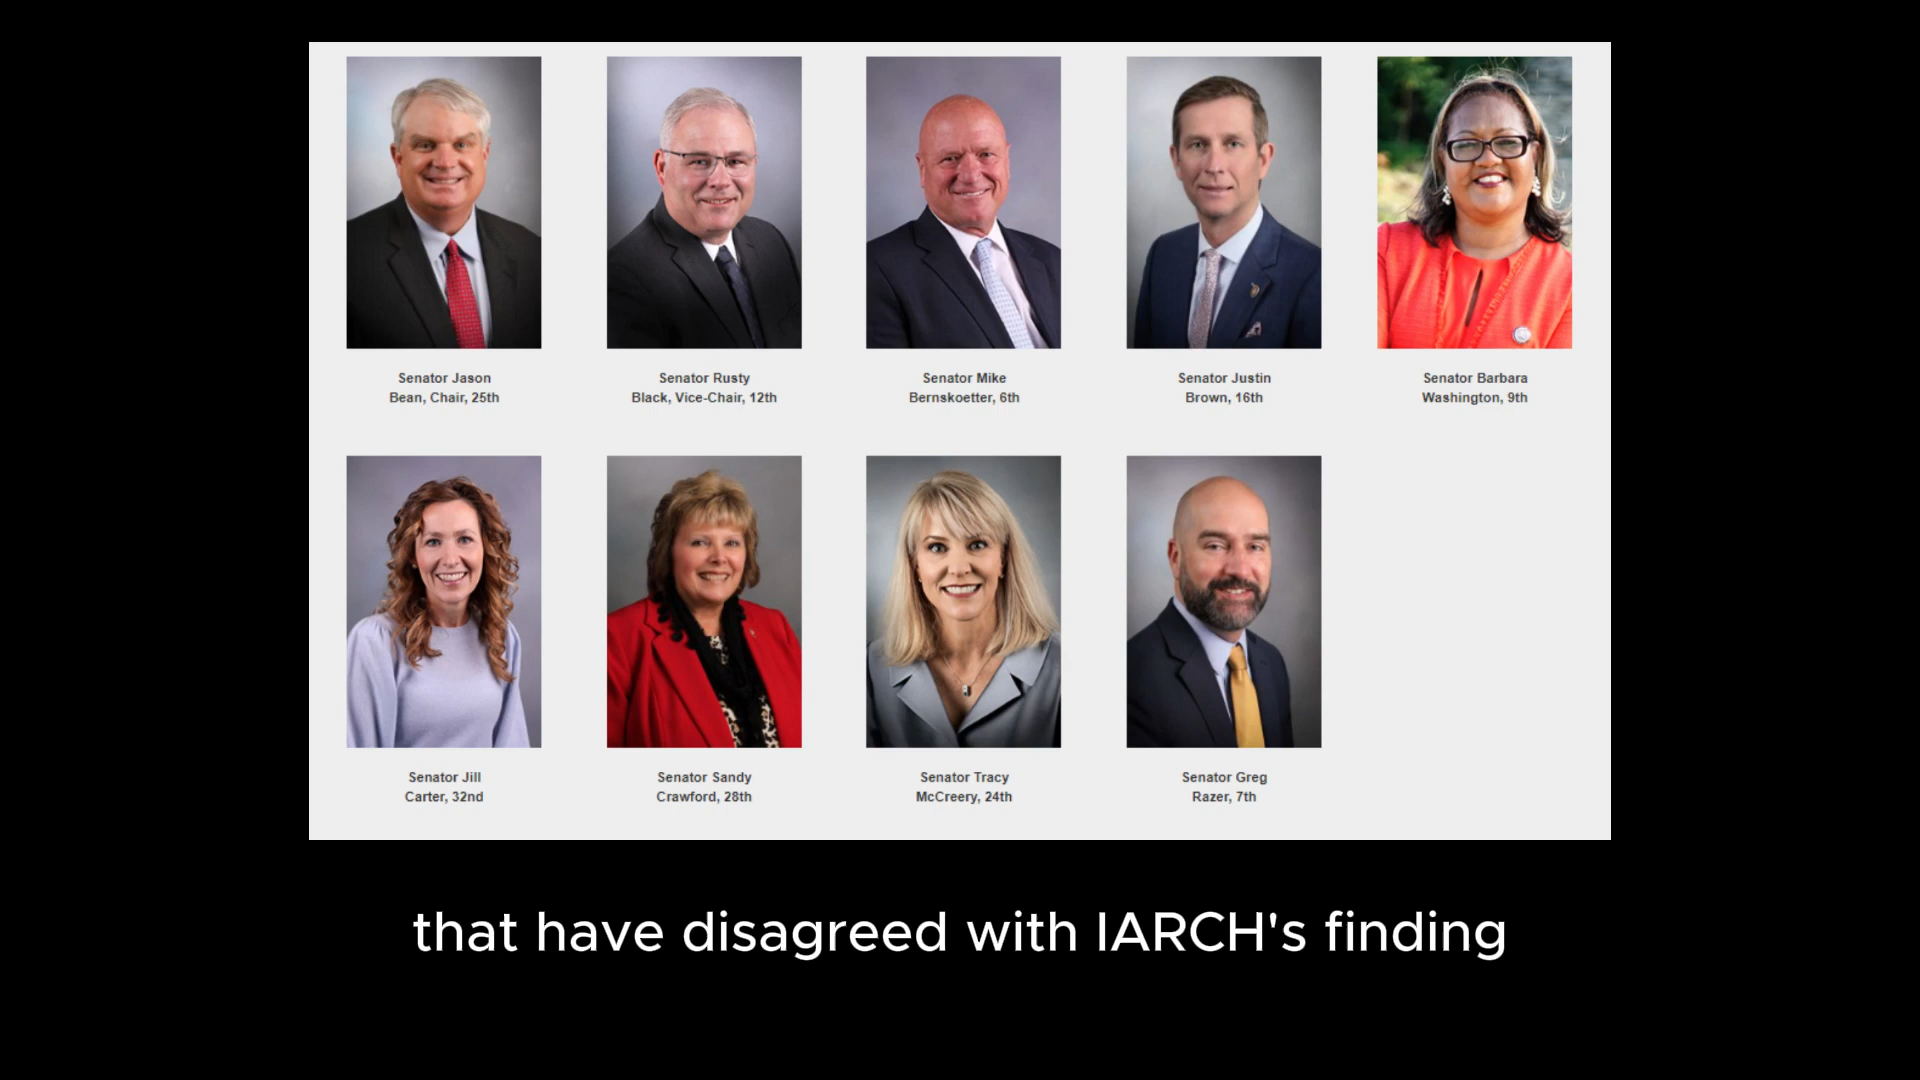 Senator Jason
Bean, Chair, 25th
Senator Rusty
Black, Vice-Chair, 12th
Senator Mike
Bernskoetter, 6th
Senator Justin
Brown, 16th
Senator Barbara
Washington, 9th
Senator Jill
Carter, 32nd
Senator Sandy
Crawford, 28th
Senator Tracy
McCreery, 24th
Senator Greg
Razer, 7th
that have disagreed with IARCH's finding